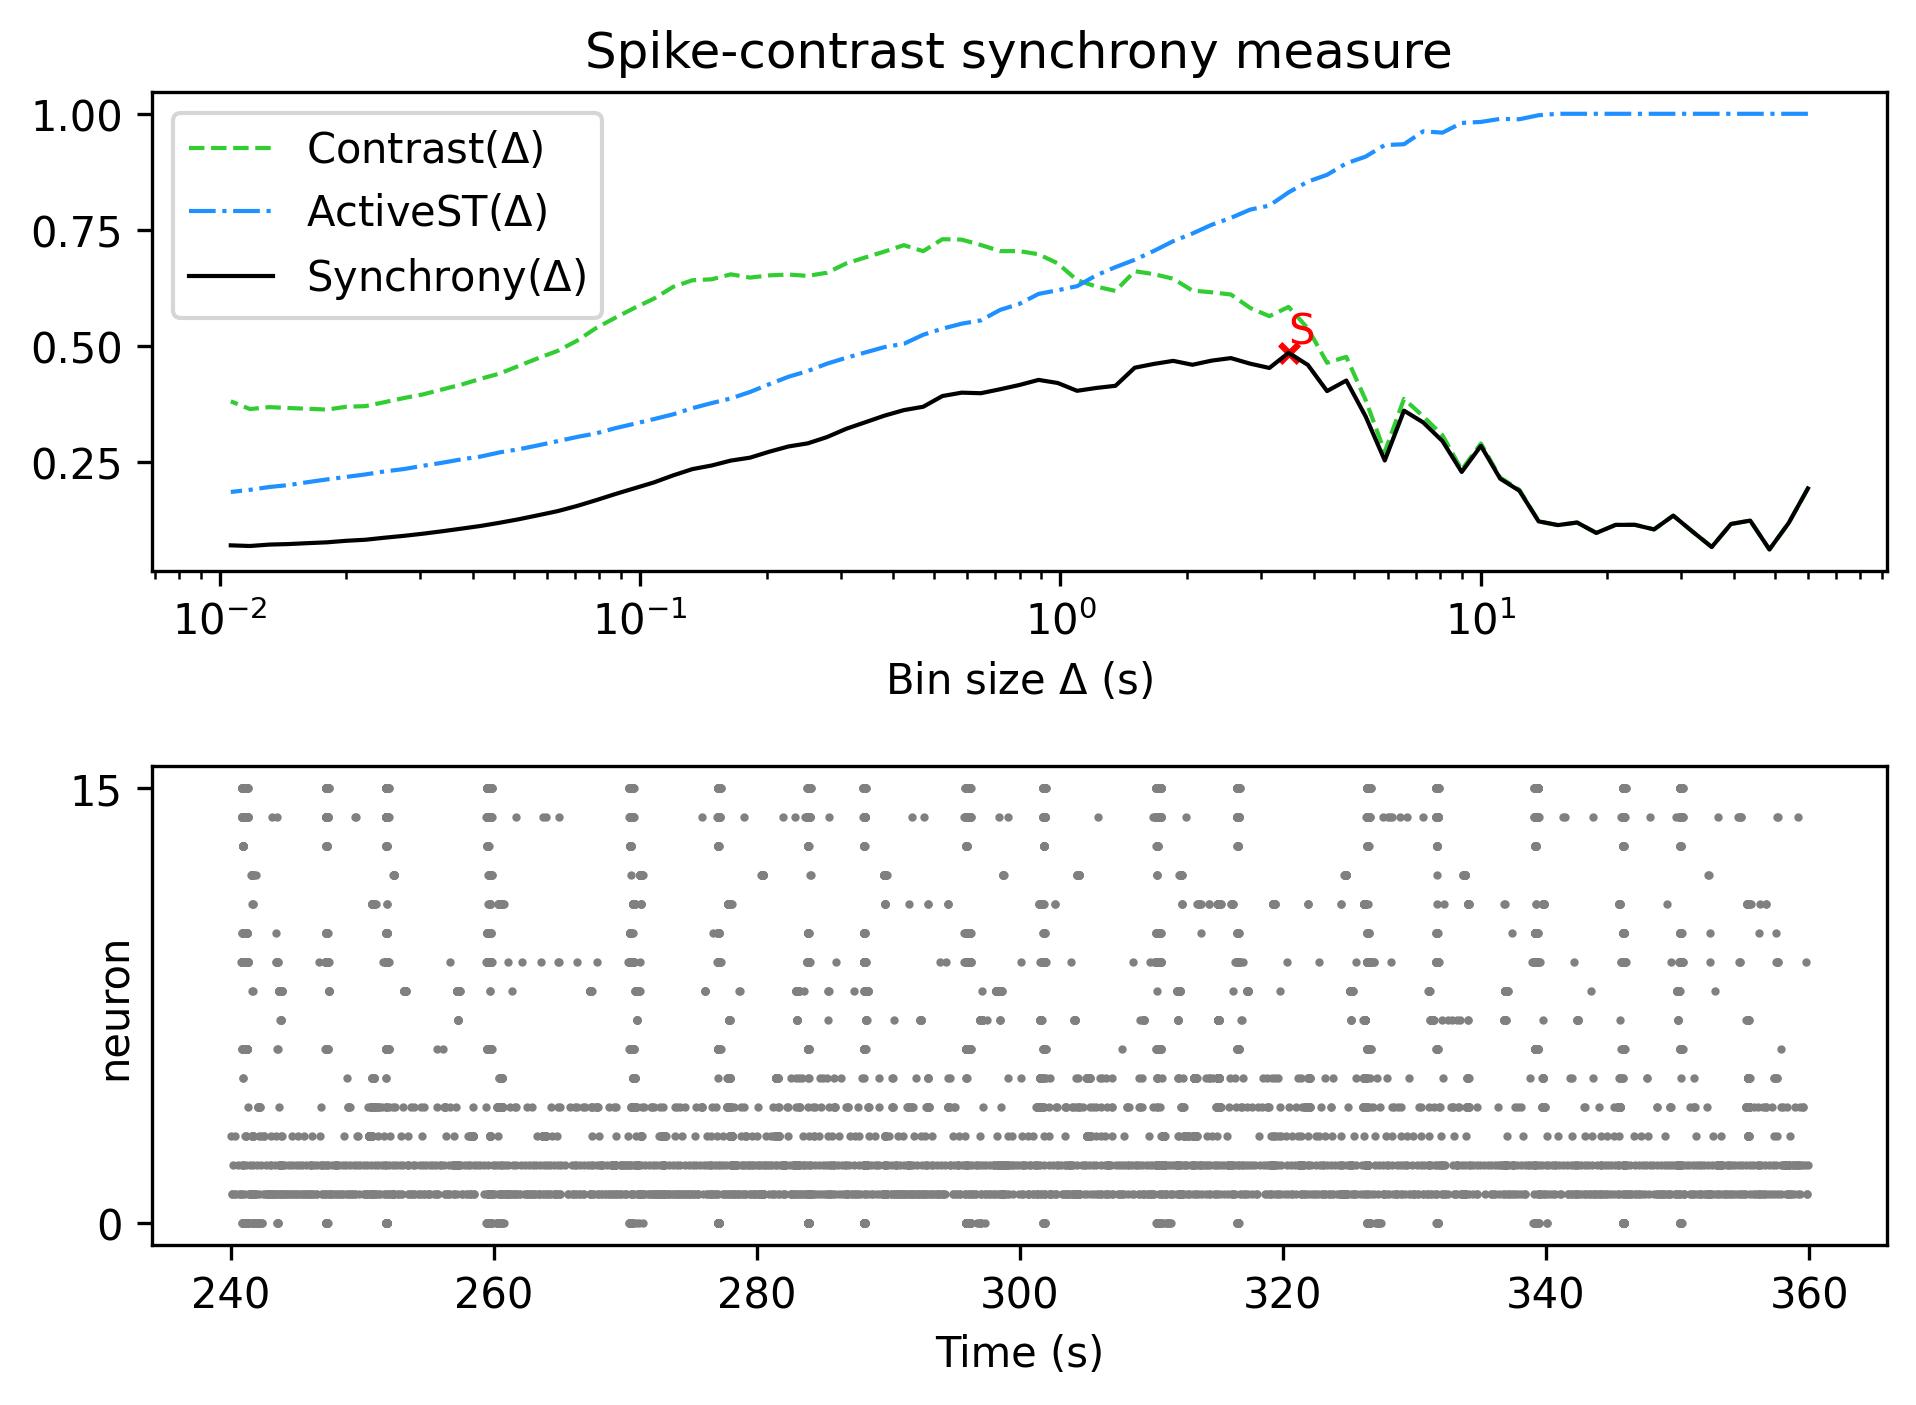 Spike-contrast synchrony measure
1.00
0.75
0.50
0.25
Contrast(Δ)
ActiveST(Δ)
Synchrony(Δ)
S
10⁻² 10⁻¹ 10⁰ 10¹
Bin size Δ (s)
15
0
neuron
240 260 280 300 320 340 360
Time (s)